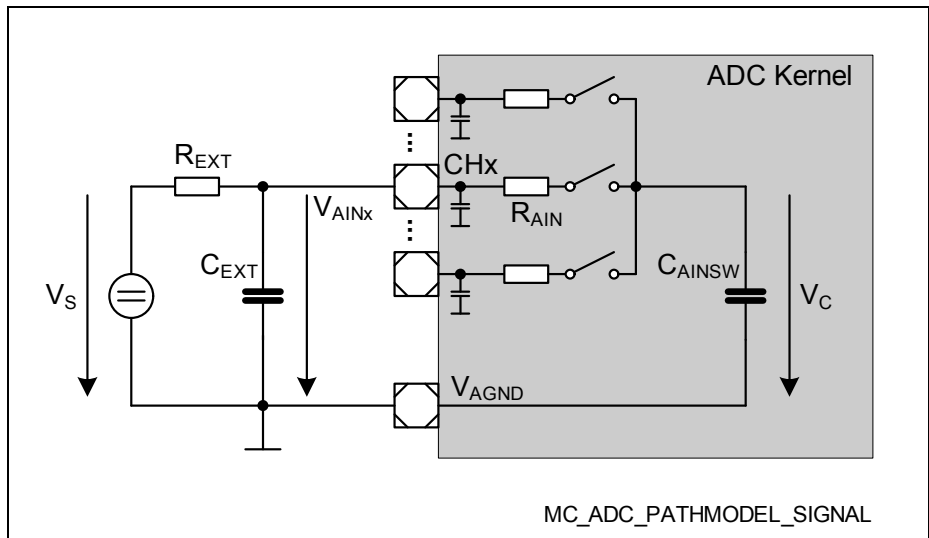 ADC Kernel
REXT
CHx
VAINx
RAIN
CEXT
CAINSW
VS
VC
VAGND
MC_ADC_PATHMODEL_SIGNAL